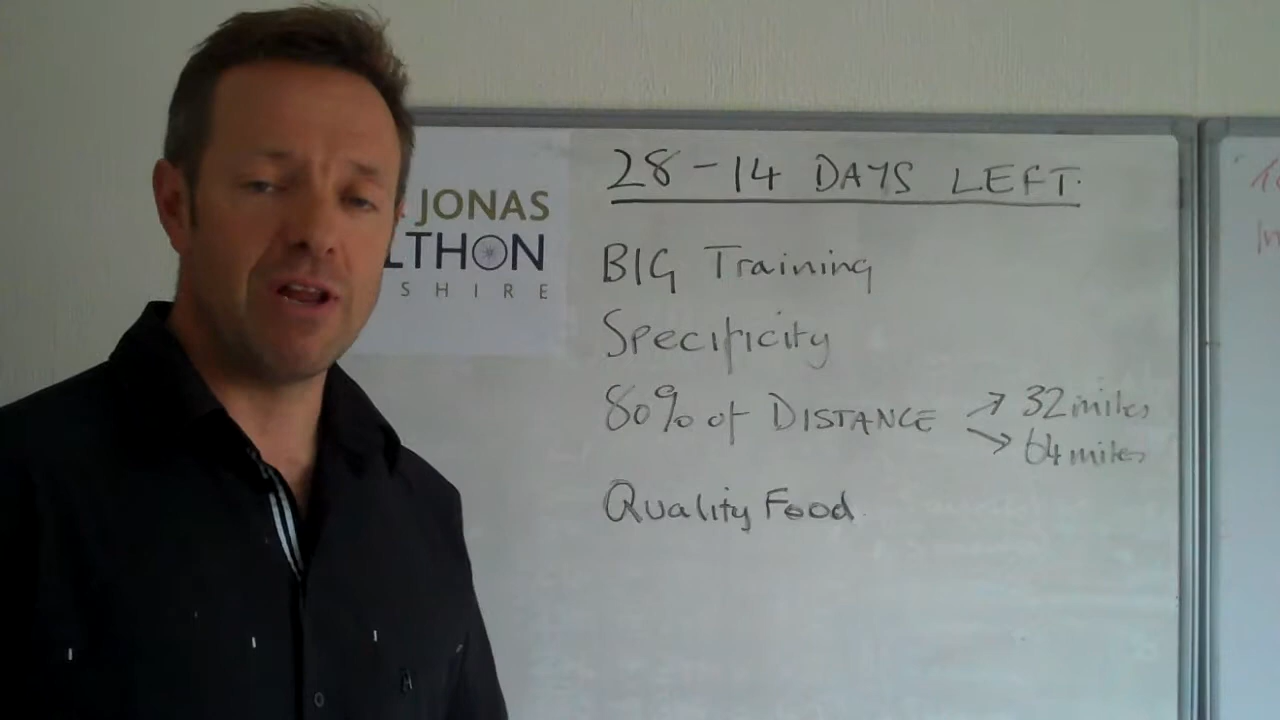 JONAS
LTHON
SHIRE
28-14 DAYS LEFT.
BIG Training
Specificity
80% of DISTANCE → 32 miles
→ 64 miles
Quality Food